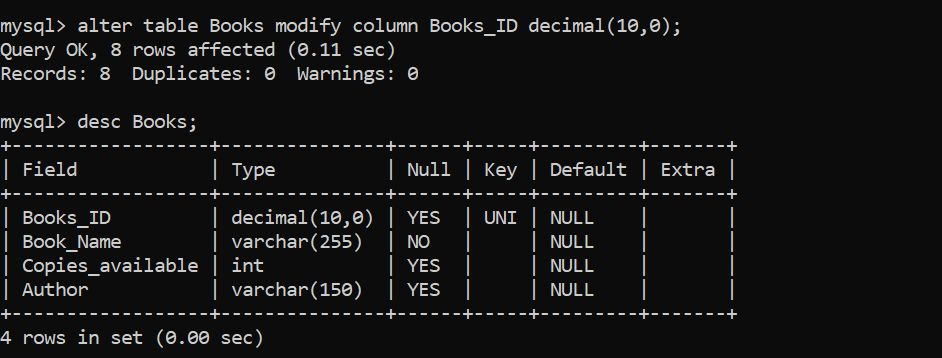 mysql> alter table Books modify column Books_ID decimal(10,0);
Query OK, 8 rows affected (0.11 sec)
Records: 8  Duplicates: 0  Warnings: 0

mysql> desc Books;
+------------------+---------------+------+-----+---------+-------+
| Field            | Type          | Null | Key | Default | Extra |
+------------------+---------------+------+-----+---------+-------+
| Books_ID         | decimal(10,0) | YES  | UNI | NULL    |       |
| Book_Name        | varchar(255)  | NO   |     | NULL    |       |
| Copies_available | int           | YES  |     | NULL    |       |
| Author           | varchar(150)  | YES  |     | NULL    |       |
+------------------+---------------+------+-----+---------+-------+
4 rows in set (0.00 sec)